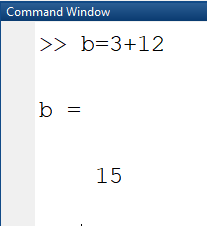 Command Window
>> b=3+12
b =
15